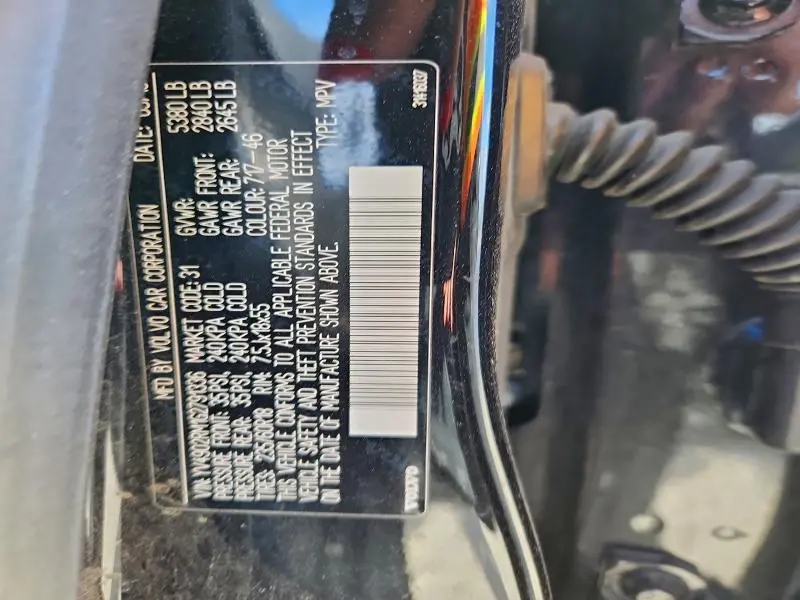 MFD BY VOLVO CAR CORPORATION DATE:
GVWR: 5380 LB
MARKET CODE: 31 GAWR FRONT: 2840 LB
PRESSURE FRONT: 35PSI, 240KPA COLD GAWR REAR: 2645 LB
PRESSURE REAR: 35PSI, 240KPA COLD COLOUR: 717-46
TIRES: 235/60R18 RIM: 7.5Jx18x55
THIS VEHICLE CONFORMS TO ALL APPLICABLE FEDERAL MOTOR
VEHICLE SAFETY AND THEFT PREVENTION STANDARDS IN EFFECT
ON THE DATE OF MANUFACTURE SHOWN ABOVE. TYPE: MPV
VOLVO 31416037